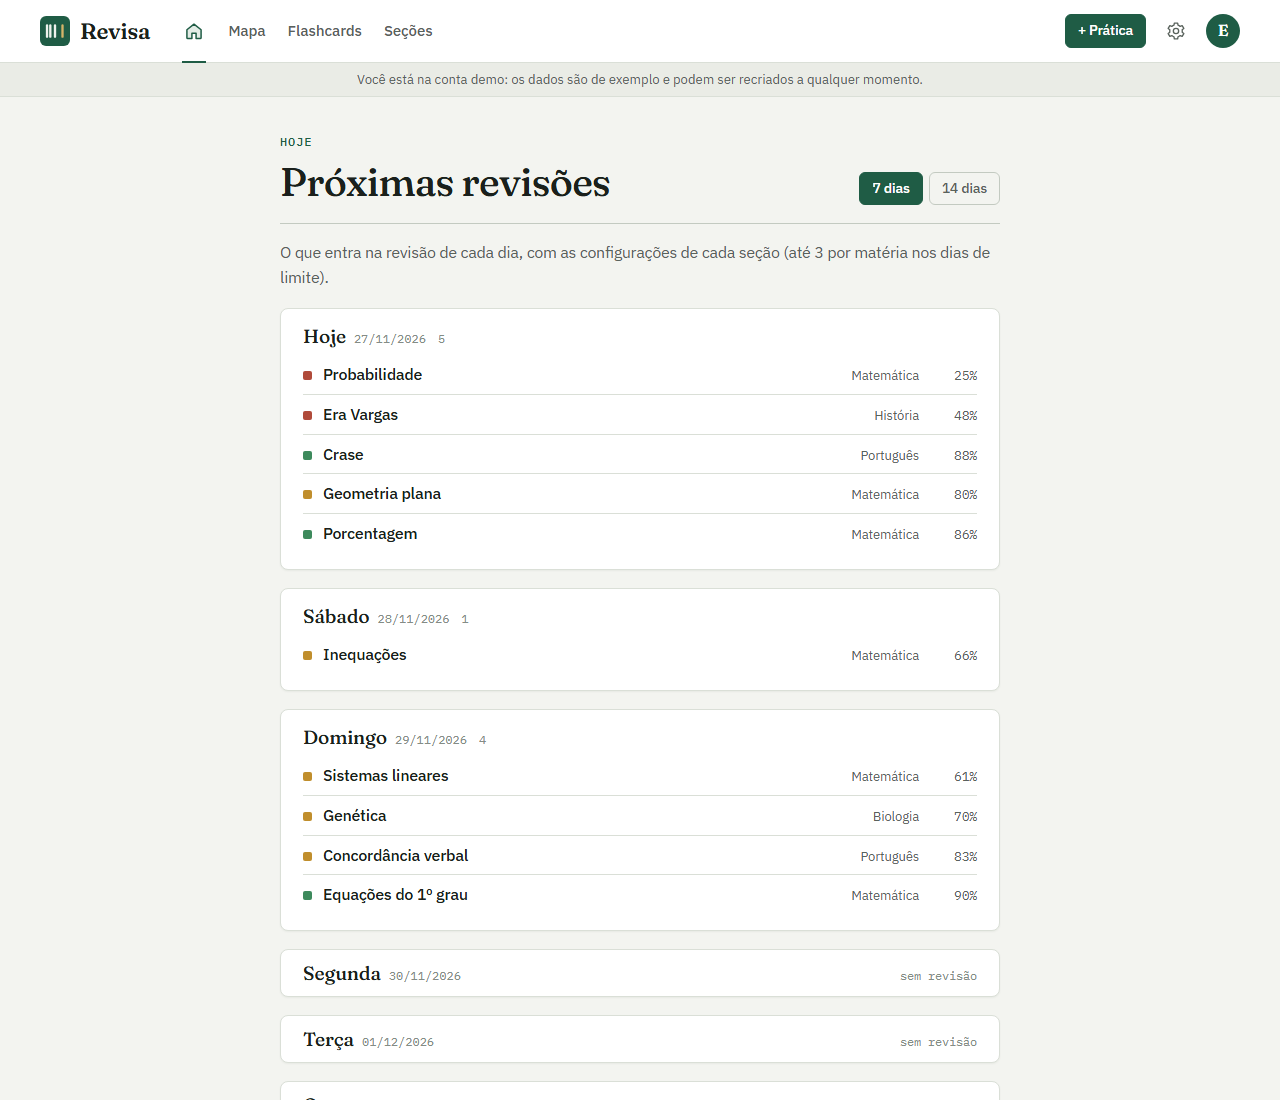 Revisa
Mapa
Flashcards
Seções
+ Prática
E
Você está na conta demo: os dados são de exemplo e podem ser recriados a qualquer momento.
HOJE
Próximas revisões
7 dias
14 dias
O que entra na revisão de cada dia, com as configurações de cada seção (até 3 por matéria nos dias de
limite).
Hoje 27/11/2026 5
Probabilidade Matemática 25%
Era Vargas História 48%
Crase Português 88%
Geometria plana Matemática 80%
Porcentagem Matemática 86%
Sábado 28/11/2026 1
Inequações Matemática 66%
Domingo 29/11/2026 4
Sistemas lineares Matemática 61%
Genética Biologia 70%
Concordância verbal Português 83%
Equações do 1º grau Matemática 90%
Segunda 30/11/2026 sem revisão
Terça 01/12/2026 sem revisão